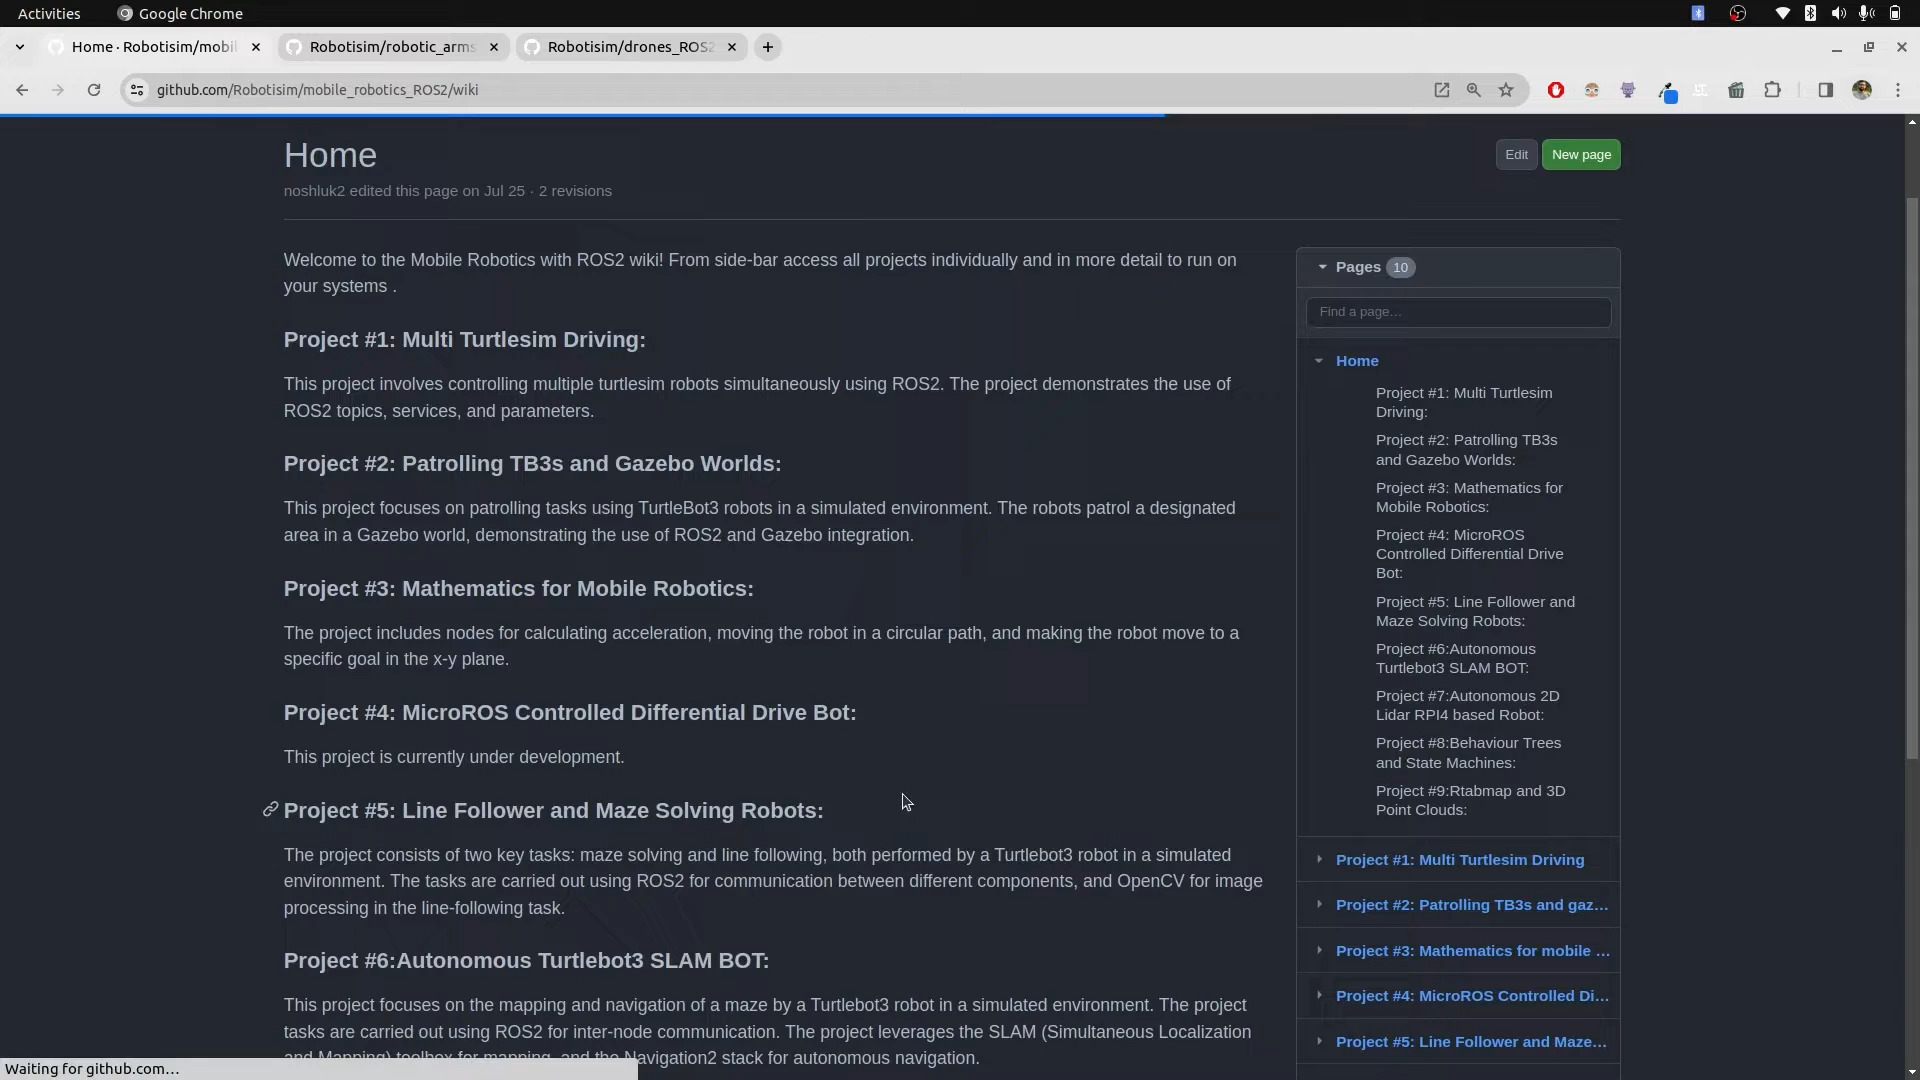 Activities
Google Chrome
Home · Robotisim/mobil
Robotisim/robotic_arms
Robotisim/drones_ROS2
github.com/Robotisim/mobile_robotics_ROS2/wiki
Home
Edit
New page
noshluk2 edited this page on Jul 25 · 2 revisions
Welcome to the Mobile Robotics with ROS2 wiki! From side-bar access all projects individually and in more detail to run on
your systems .
Project #1: Multi Turtlesim Driving:
This project involves controlling multiple turtlesim robots simultaneously using ROS2. The project demonstrates the use of
ROS2 topics, services, and parameters.
Project #2: Patrolling TB3s and Gazebo Worlds:
This project focuses on patrolling tasks using TurtleBot3 robots in a simulated environment. The robots patrol a designated
area in a Gazebo world, demonstrating the use of ROS2 and Gazebo integration.
Project #3: Mathematics for Mobile Robotics:
The project includes nodes for calculating acceleration, moving the robot in a circular path, and making the robot move to a
specific goal in the x-y plane.
Project #4: MicroROS Controlled Differential Drive Bot:
This project is currently under development.
Project #5: Line Follower and Maze Solving Robots:
The project consists of two key tasks: maze solving and line following, both performed by a Turtlebot3 robot in a simulated
environment. The tasks are carried out using ROS2 for communication between different components, and OpenCV for image
processing in the line-following task.
Project #6:Autonomous Turtlebot3 SLAM BOT:
This project focuses on the mapping and navigation of a maze by a Turtlebot3 robot in a simulated environment. The project
tasks are carried out using ROS2 for inter-node communication. The project leverages the SLAM (Simultaneous Localization
and Mapping) toolbox for mapping, and the Navigation2 stack for autonomous navigation.
Pages 10
Find a page…
Home
Project #1: Multi Turtlesim
Driving:
Project #2: Patrolling TB3s
and Gazebo Worlds:
Project #3: Mathematics for
Mobile Robotics:
Project #4: MicroROS
Controlled Differential Drive
Bot:
Project #5: Line Follower and
Maze Solving Robots:
Project #6:Autonomous
Turtlebot3 SLAM BOT:
Project #7:Autonomous 2D
Lidar RPI4 based Robot:
Project #8:Behaviour Trees
and State Machines:
Project #9:Rtabmap and 3D
Point Clouds:
Project #1: Multi Turtlesim Driving
Project #2: Patrolling TB3s and gaz…
Project #3: Mathematics for mobile …
Project #4: MicroROS Controlled Di…
Project #5: Line Follower and Maze…
Waiting for github.com…